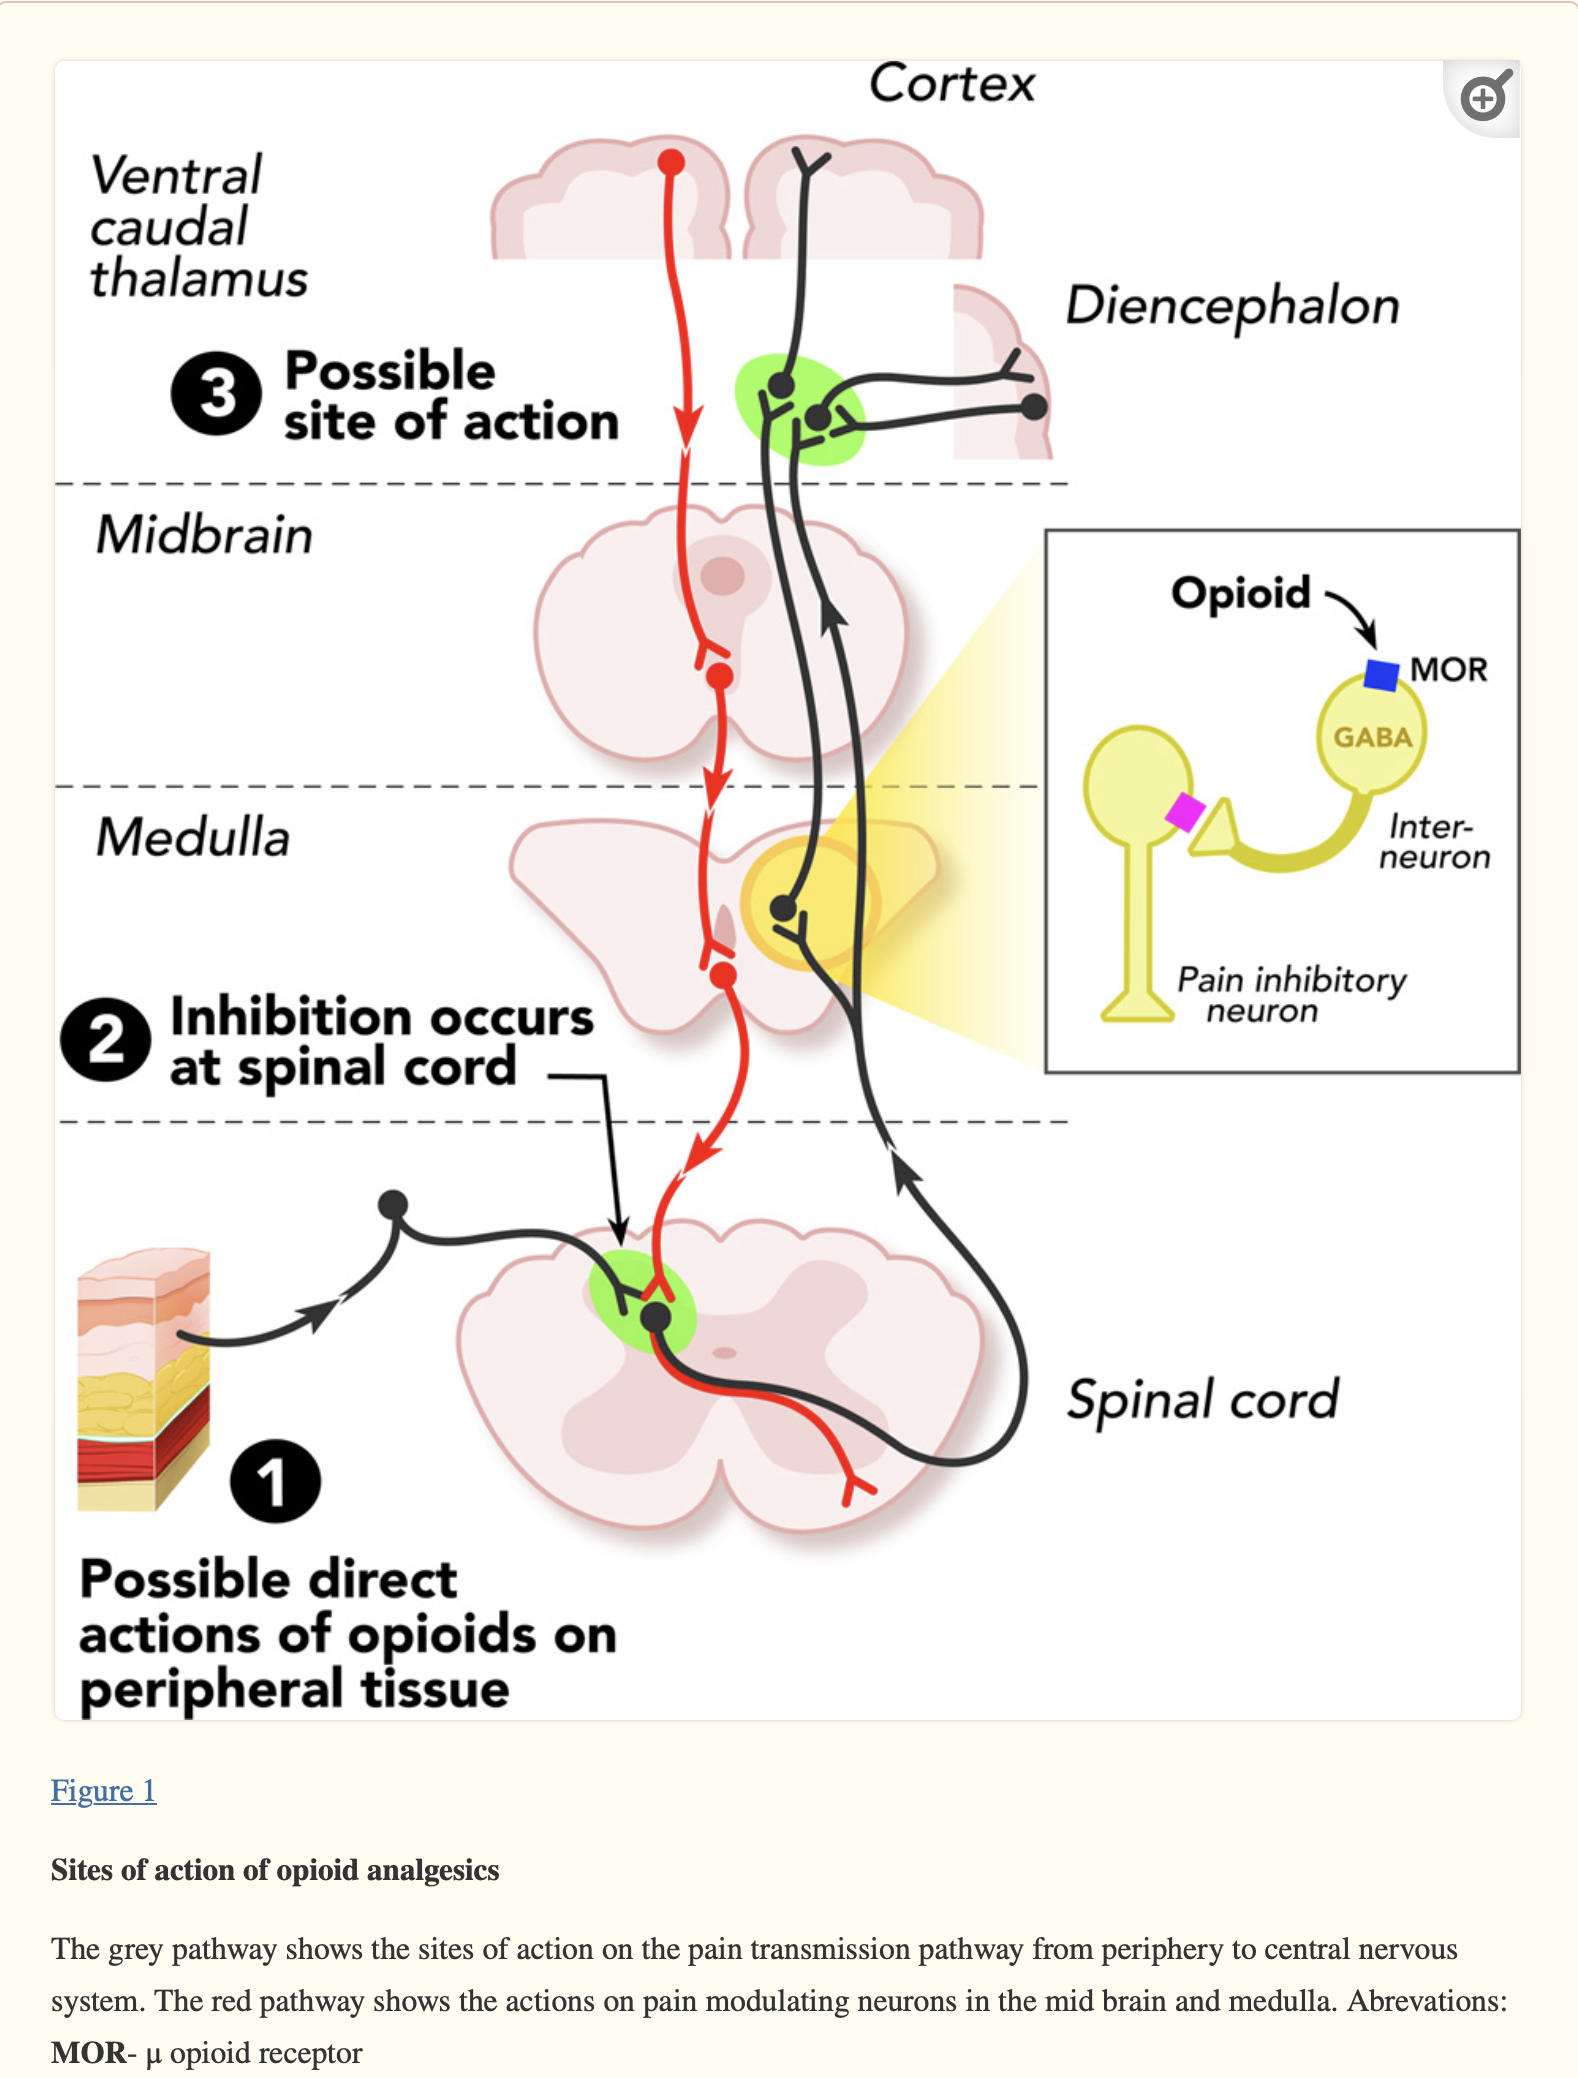 Cortex
Ventral
caudal
thalamus
Diencephalon
3 Possible
site of action
Midbrain
Opioid
MOR
GABA
Inter-
neuron
Medulla
Pain inhibitory
neuron
2 Inhibition occurs
at spinal cord
Spinal cord
1
Possible direct
actions of opioids on
peripheral tissue
Figure 1
Sites of action of opioid analgesics
The grey pathway shows the sites of action on the pain transmission pathway from periphery to central nervous
system. The red pathway shows the actions on pain modulating neurons in the mid brain and medulla. Abrevations:
MOR- μ opioid receptor